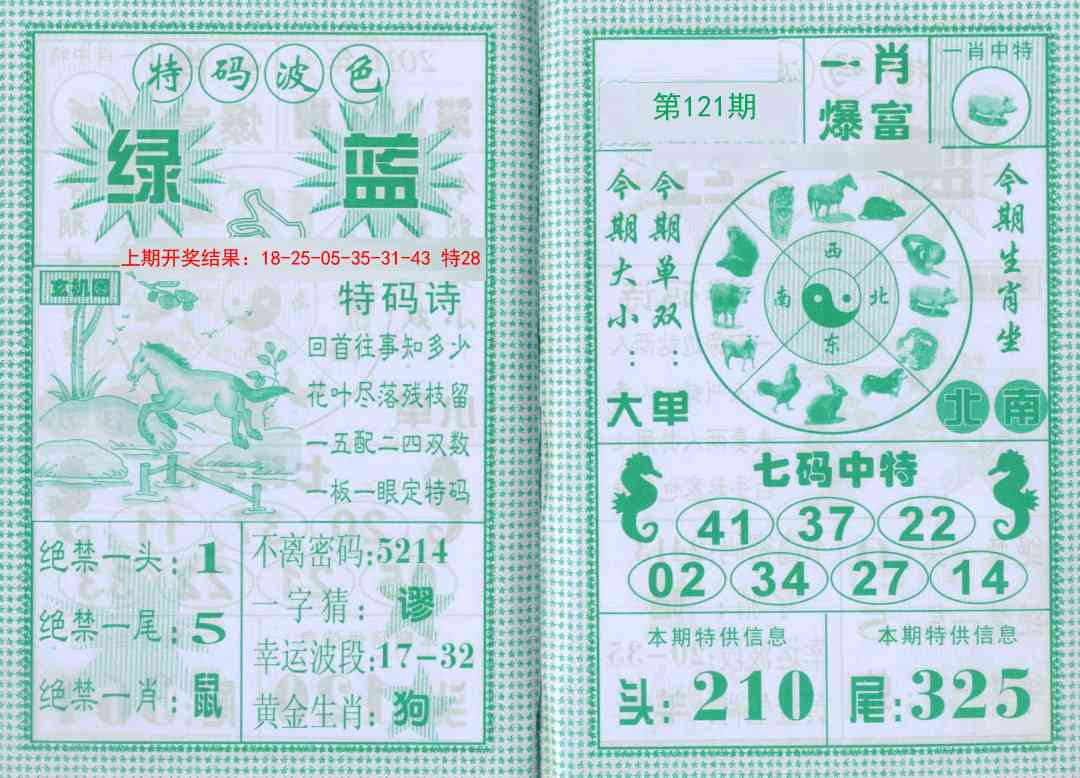 特码波色
绿 蓝
上期开奖结果：18-25-05-35-31-43 特28
玄机图
特码诗
回首往事知多少
花叶尽落残枝留
一五配二四双数
一板一眼定特码
绝禁一头：1
绝禁一尾：5
绝禁一肖：鼠
不离密码：5214
一字猜：谬
幸运波段：17-32
黄金生肖：狗
第121期
一肖
爆富
一肖中特
今期大小：大
今期单双：单
西
南 北
东
今期生肖坐
北 南
七码中特
41 37 22
02 34 27 14
本期特供信息
头：210
本期特供信息
尾：325